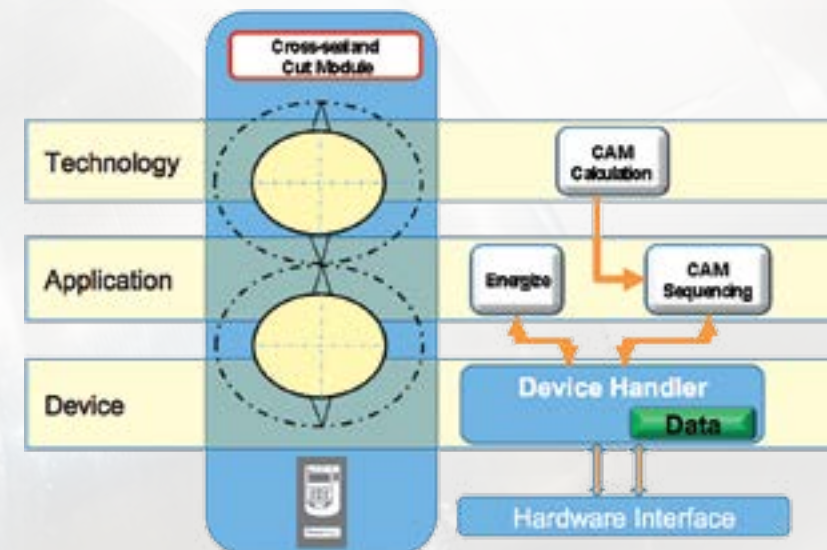 Cross-seal and
Cut Module
Technology
CAM
Calculation
Application
Energize
CAM
Sequencing
Device
Device Handler
Data
Hardware Interface